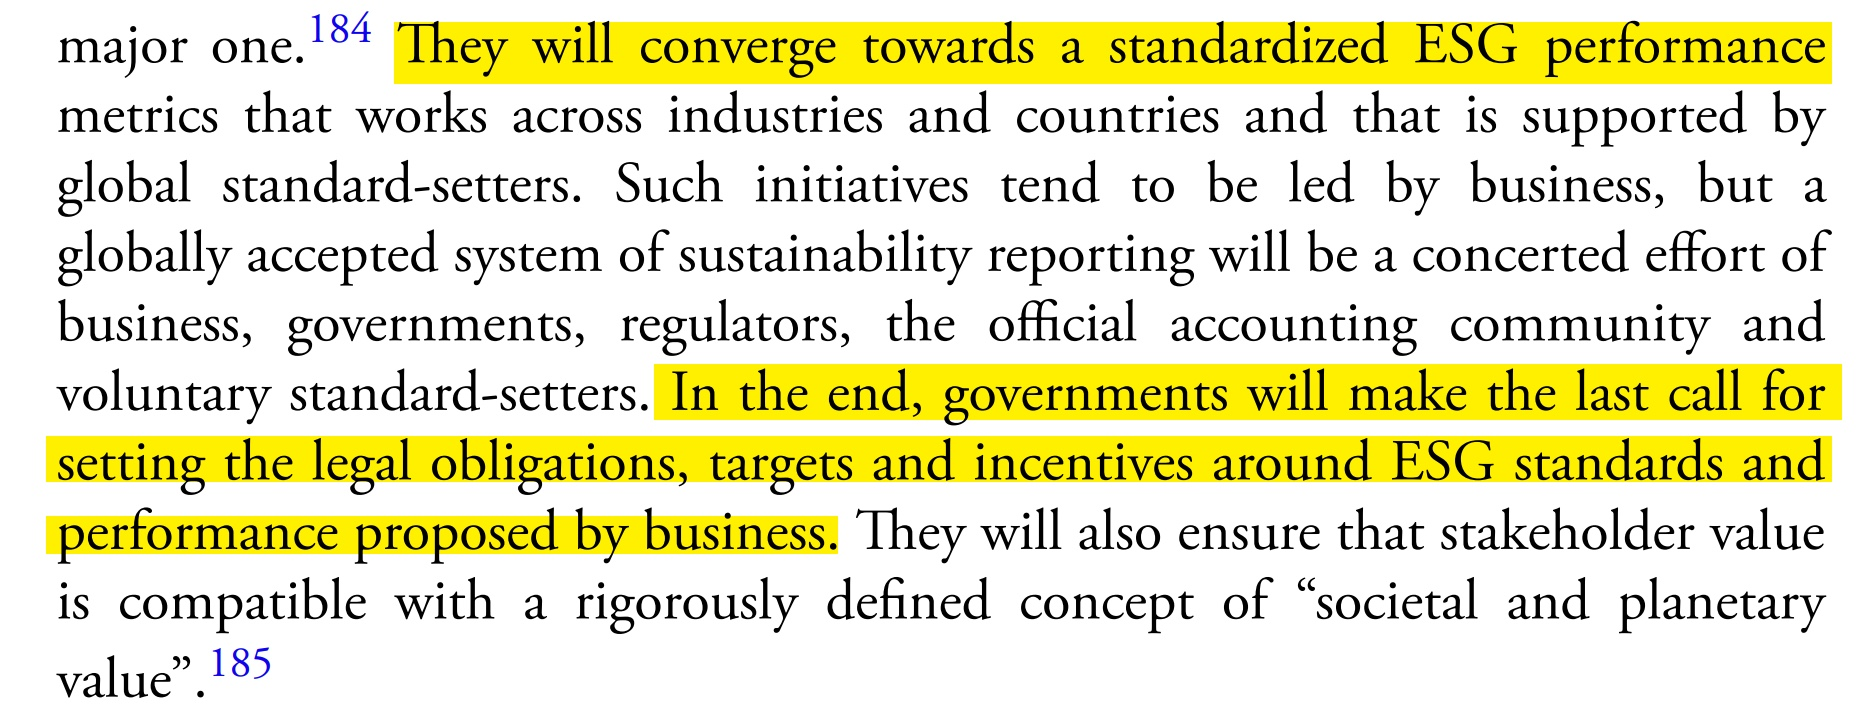 major one.184 They will converge towards a standardized ESG performance
metrics that works across industries and countries and that is supported by
global standard-setters. Such initiatives tend to be led by business, but a
globally accepted system of sustainability reporting will be a concerted effort of
business, governments, regulators, the official accounting community and
voluntary standard-setters. In the end, governments will make the last call for
setting the legal obligations, targets and incentives around ESG standards and
performance proposed by business. They will also ensure that stakeholder value
is compatible with a rigorously defined concept of “societal and planetary
value”.185